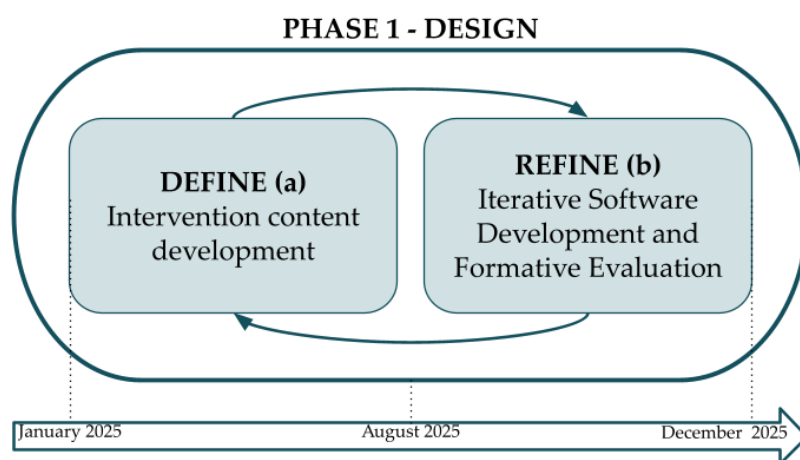 PHASE 1 - DESIGN
DEFINE (a)
Intervention content
development
REFINE (b)
Iterative Software
Development and
Formative Evaluation
January 2025
August 2025
December 2025